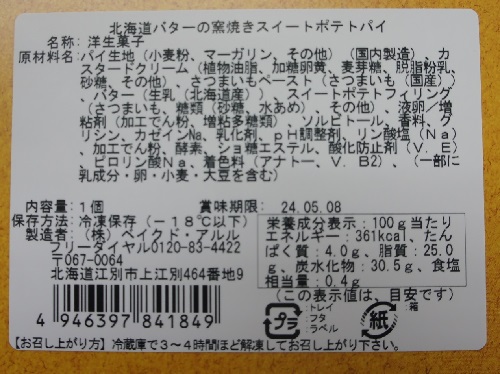 北海道バターの窯焼きスイートポテトパイ
名称:洋生菓子
原材料名:パイ生地(小麦粉、マーガリン、その他)(国内製造) カ
スタードクリーム(植物油脂、加糖卵黄、麦芽糖、脱脂粉乳、
砂糖、その他)さつまいもペースト(さつまいも(国産)
)、バター(生乳(北海道産)) スイートポテトフィリング
(さつまいも、糖類(砂糖、水あめ)、その他)、液卵/増
粘剤(加工でん粉、増粘多糖類)、ソルビトール、香料、グ
リシン、カゼインNa、乳化剤、pH調整剤、リン酸塩(Na)
、加工でん粉、酵素、ショ糖エステル、酸化防止剤(V.E)
、ピロリン酸Na、着色料(アナトー、V.B2)、(一部に
乳成分・卵・小麦・大豆を含む)
内容量:1個 賞味期限: 24.05.08
保存方法:冷凍保存(-18℃以下)
製造者:(株)ベイクド・アルル
フリーダイヤル0120-83-4422
〒067-0064
北海道江別市上江別464番地9
栄養成分表示:100g当たり
エネルギー:361kcal、たん
ぱく質:4.0g、脂質:25.0
g、炭水化物:30.5g、食塩
相当量:0.4g
(この表示値は、目安です)
4 946397 841849
プラ
トレイ
フタ
ラベル
紙
箱
【お召し上がり方】冷蔵庫で3~4時間ほど解凍してお召し上がり下さい。